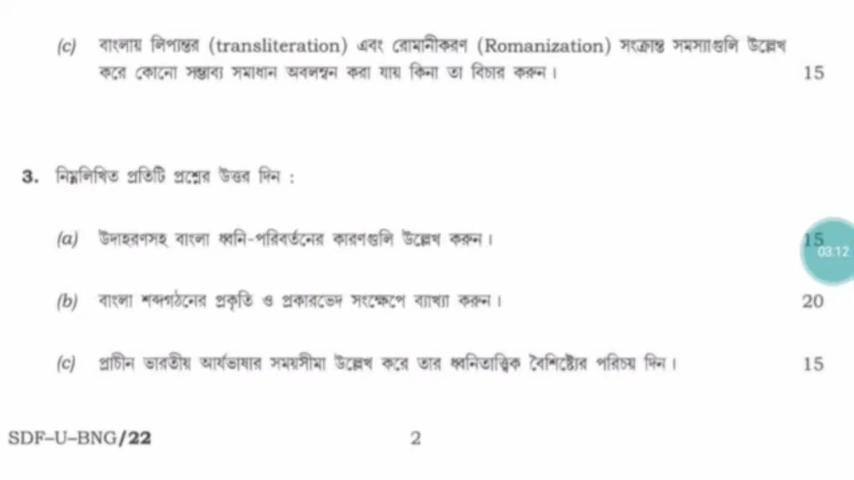 (c) বাংলায় লিপ্যন্তর (transliteration) এবং রোমানীকরণ (Romanization) সংক্রান্ত সমস্যাগুলি উল্লেখ
করে কোনো সম্ভাব্য সমাধান অবলম্বন করা যায় কিনা তা বিচার করুন। 15
3. নিম্নলিখিত প্রতিটি প্রশ্নের উত্তর দিন :
(a) উদাহরণসহ বাংলা ধ্বনি-পরিবর্তনের কারণগুলি উল্লেখ করুন। 15
03:12
(b) বাংলা শব্দগঠনের প্রকৃতি ও প্রকারভেদ সংক্ষেপে ব্যাখ্যা করুন। 20
(c) প্রাচীন ভারতীয় আর্যভাষার সময়সীমা উল্লেখ করে তার ধ্বনিতাত্ত্বিক বৈশিষ্ট্যের পরিচয় দিন। 15
SDF–U–BNG/22 2